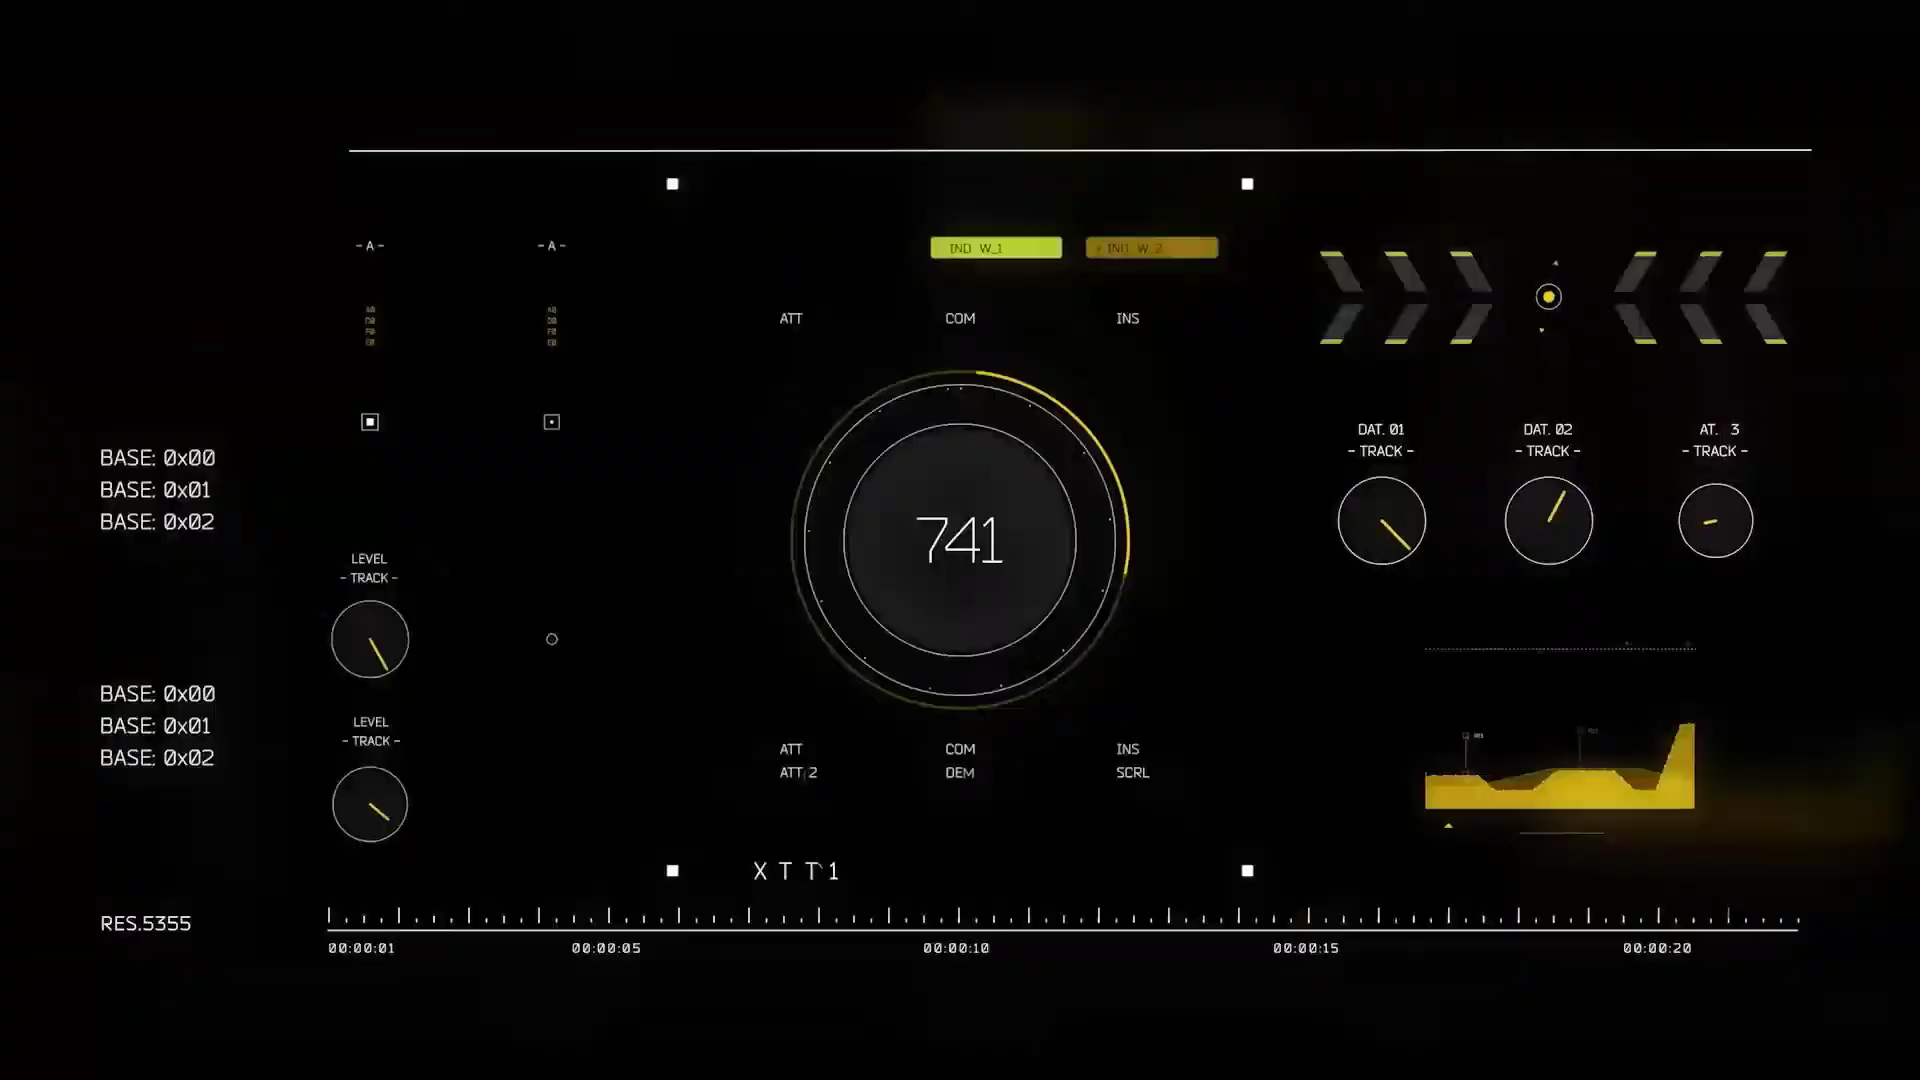 - A -
- A -
IND W_1
ATT
COM
INS
DAT. 01
- TRACK -
DAT. 02
- TRACK -
AT. 3
- TRACK -
BASE: 0x00
BASE: 0x01
BASE: 0x02
741
LEVEL
- TRACK -
BASE: 0x00
BASE: 0x01
BASE: 0x02
LEVEL
- TRACK -
ATT
COM
INS
ATT 2
DEM
SCRL
X T T 1
RES.5355
00:00:01
00:00:05
00:00:10
00:00:15
00:00:20